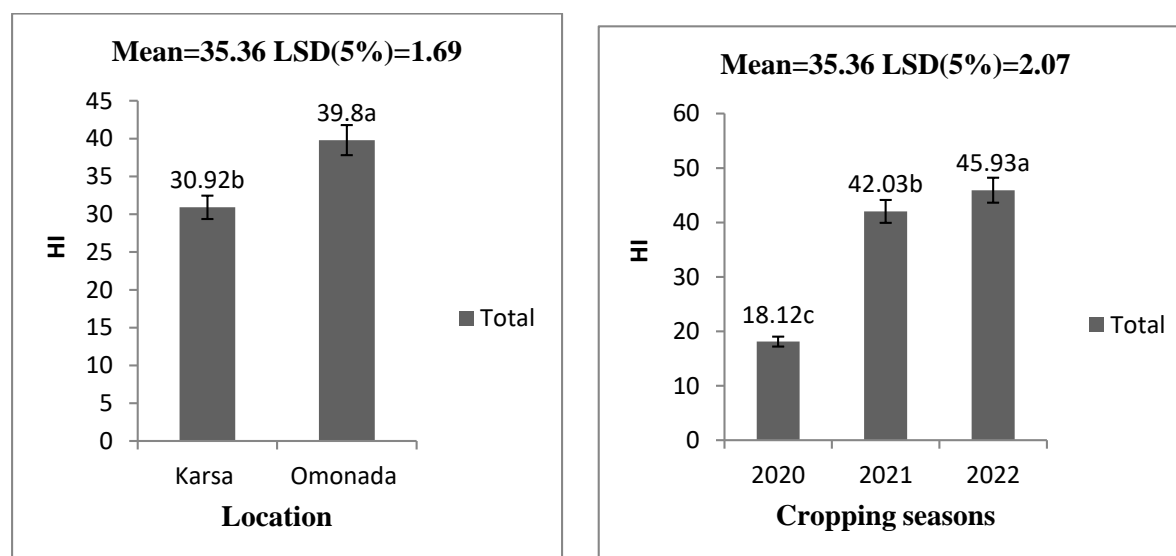 Mean=35.36 LSD(5%)=1.69
45
40
35
30
25
20
15
10
5
0
HI
30.92b
39.8a
Total
Karsa
Omonada
Location
Mean=35.36 LSD(5%)=2.07
60
50
40
30
20
10
0
HI
18.12c
42.03b
45.93a
Total
2020
2021
2022
Cropping seasons